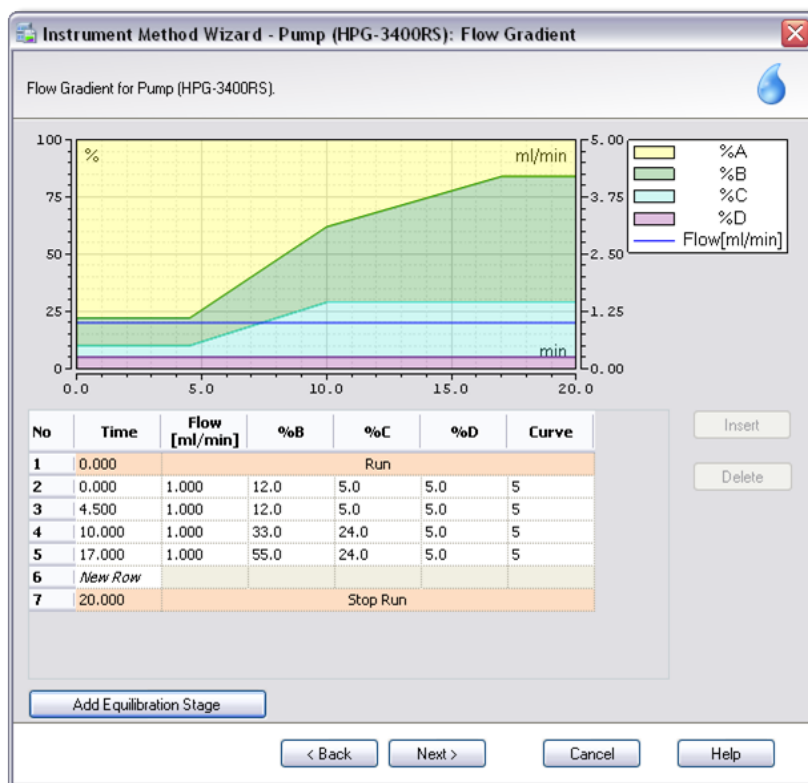 Instrument Method Wizard - Pump (HPG-3400RS): Flow Gradient
Flow Gradient for Pump (HPG-3400RS).
100 % ml/min 5.00
75 3.75
50 2.50
25 1.25
0 min 0.00
0.0 5.0 10.0 15.0 20.0
%A
%B
%C
%D
Flow[ml/min]
No Time Flow [ml/min] %B %C %D Curve
1 0.000 Run
2 0.000 1.000 12.0 5.0 5.0 5
3 4.500 1.000 12.0 5.0 5.0 5
4 10.000 1.000 33.0 24.0 5.0 5
5 17.000 1.000 55.0 24.0 5.0 5
6 New Row
7 20.000 Stop Run
Insert
Delete
Add Equilibration Stage
< Back Next > Cancel Help